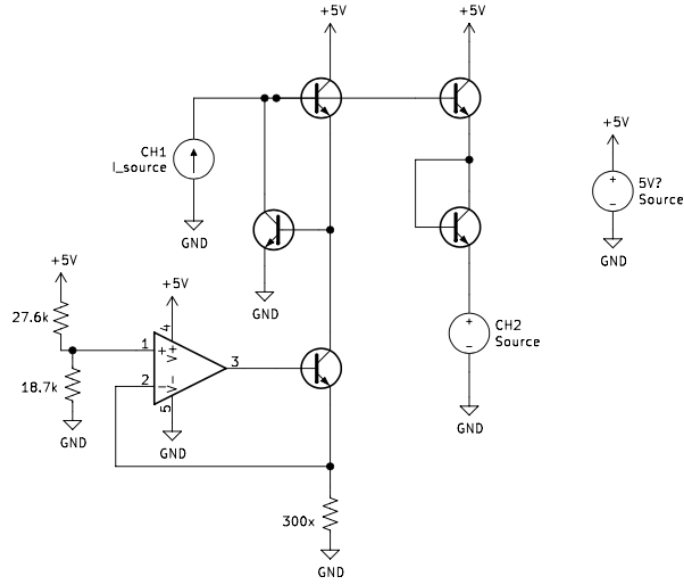 +5V
+5V
CH1
I_source
GND
+5V
5V?
Source
GND
GND
+5V
+5V
27.6k
4
1
+
V+
3
2
−
V−
5
18.7k
GND
GND
+
−
CH2
Source
GND
300x
GND
+
−